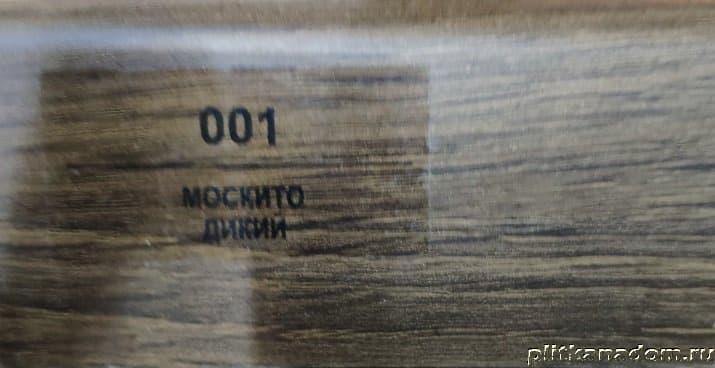 001
МОСКИТО
ДИКИЙ
plitkanadom.ru